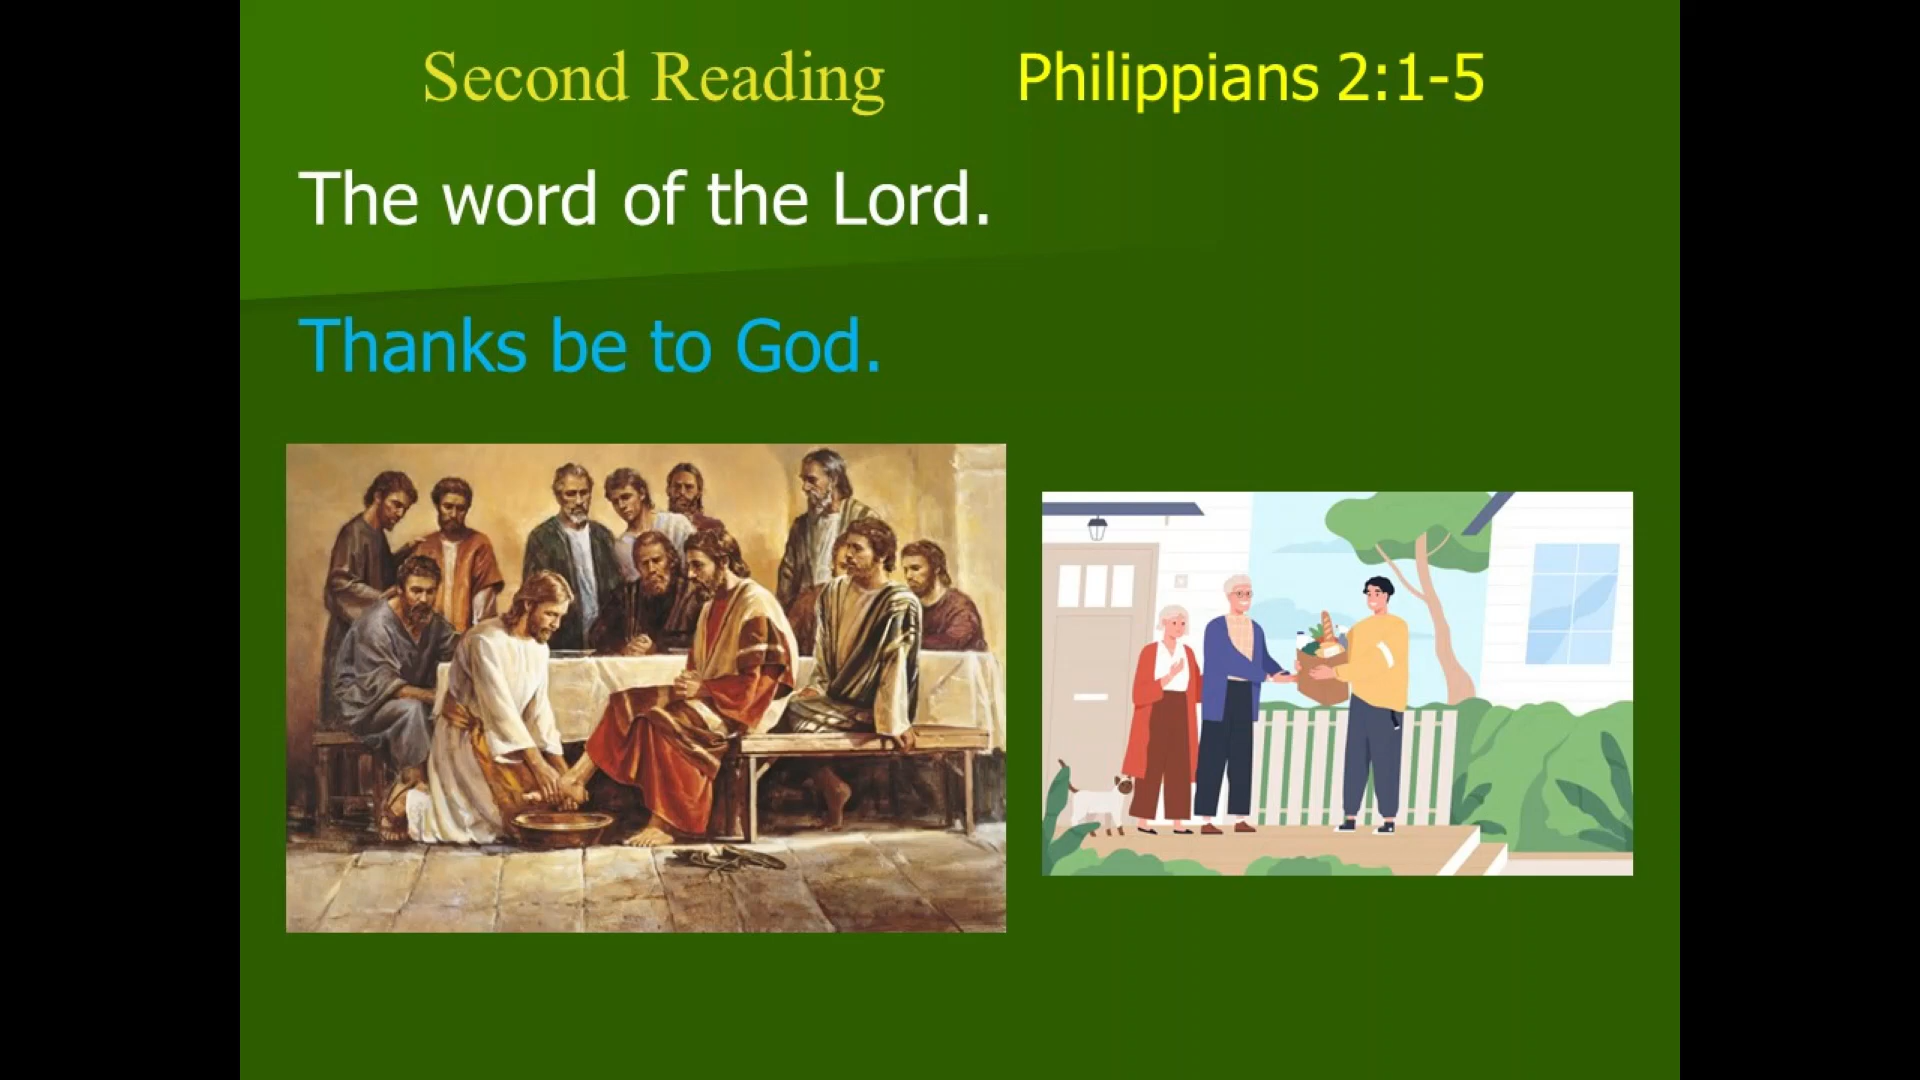 Second Reading Philippians 2:1-5
The word of the Lord.
Thanks be to God.